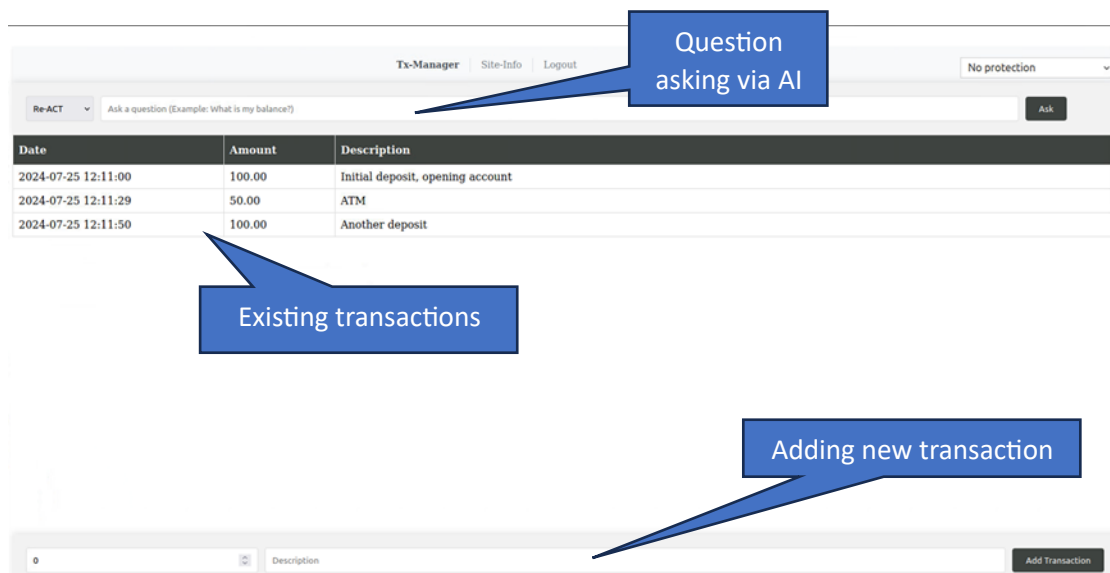 Question
asking via AI
Tx-Manager Site-Info Logout
No protection
Re-ACT Ask a question (Example: What is my balance?) Ask
Date Amount Description
2024-07-25 12:11:00 100.00 Initial deposit, opening account
2024-07-25 12:11:29 50.00 ATM
2024-07-25 12:11:50 100.00 Another deposit
Existing transactions
Adding new transaction
0 Description Add Transaction